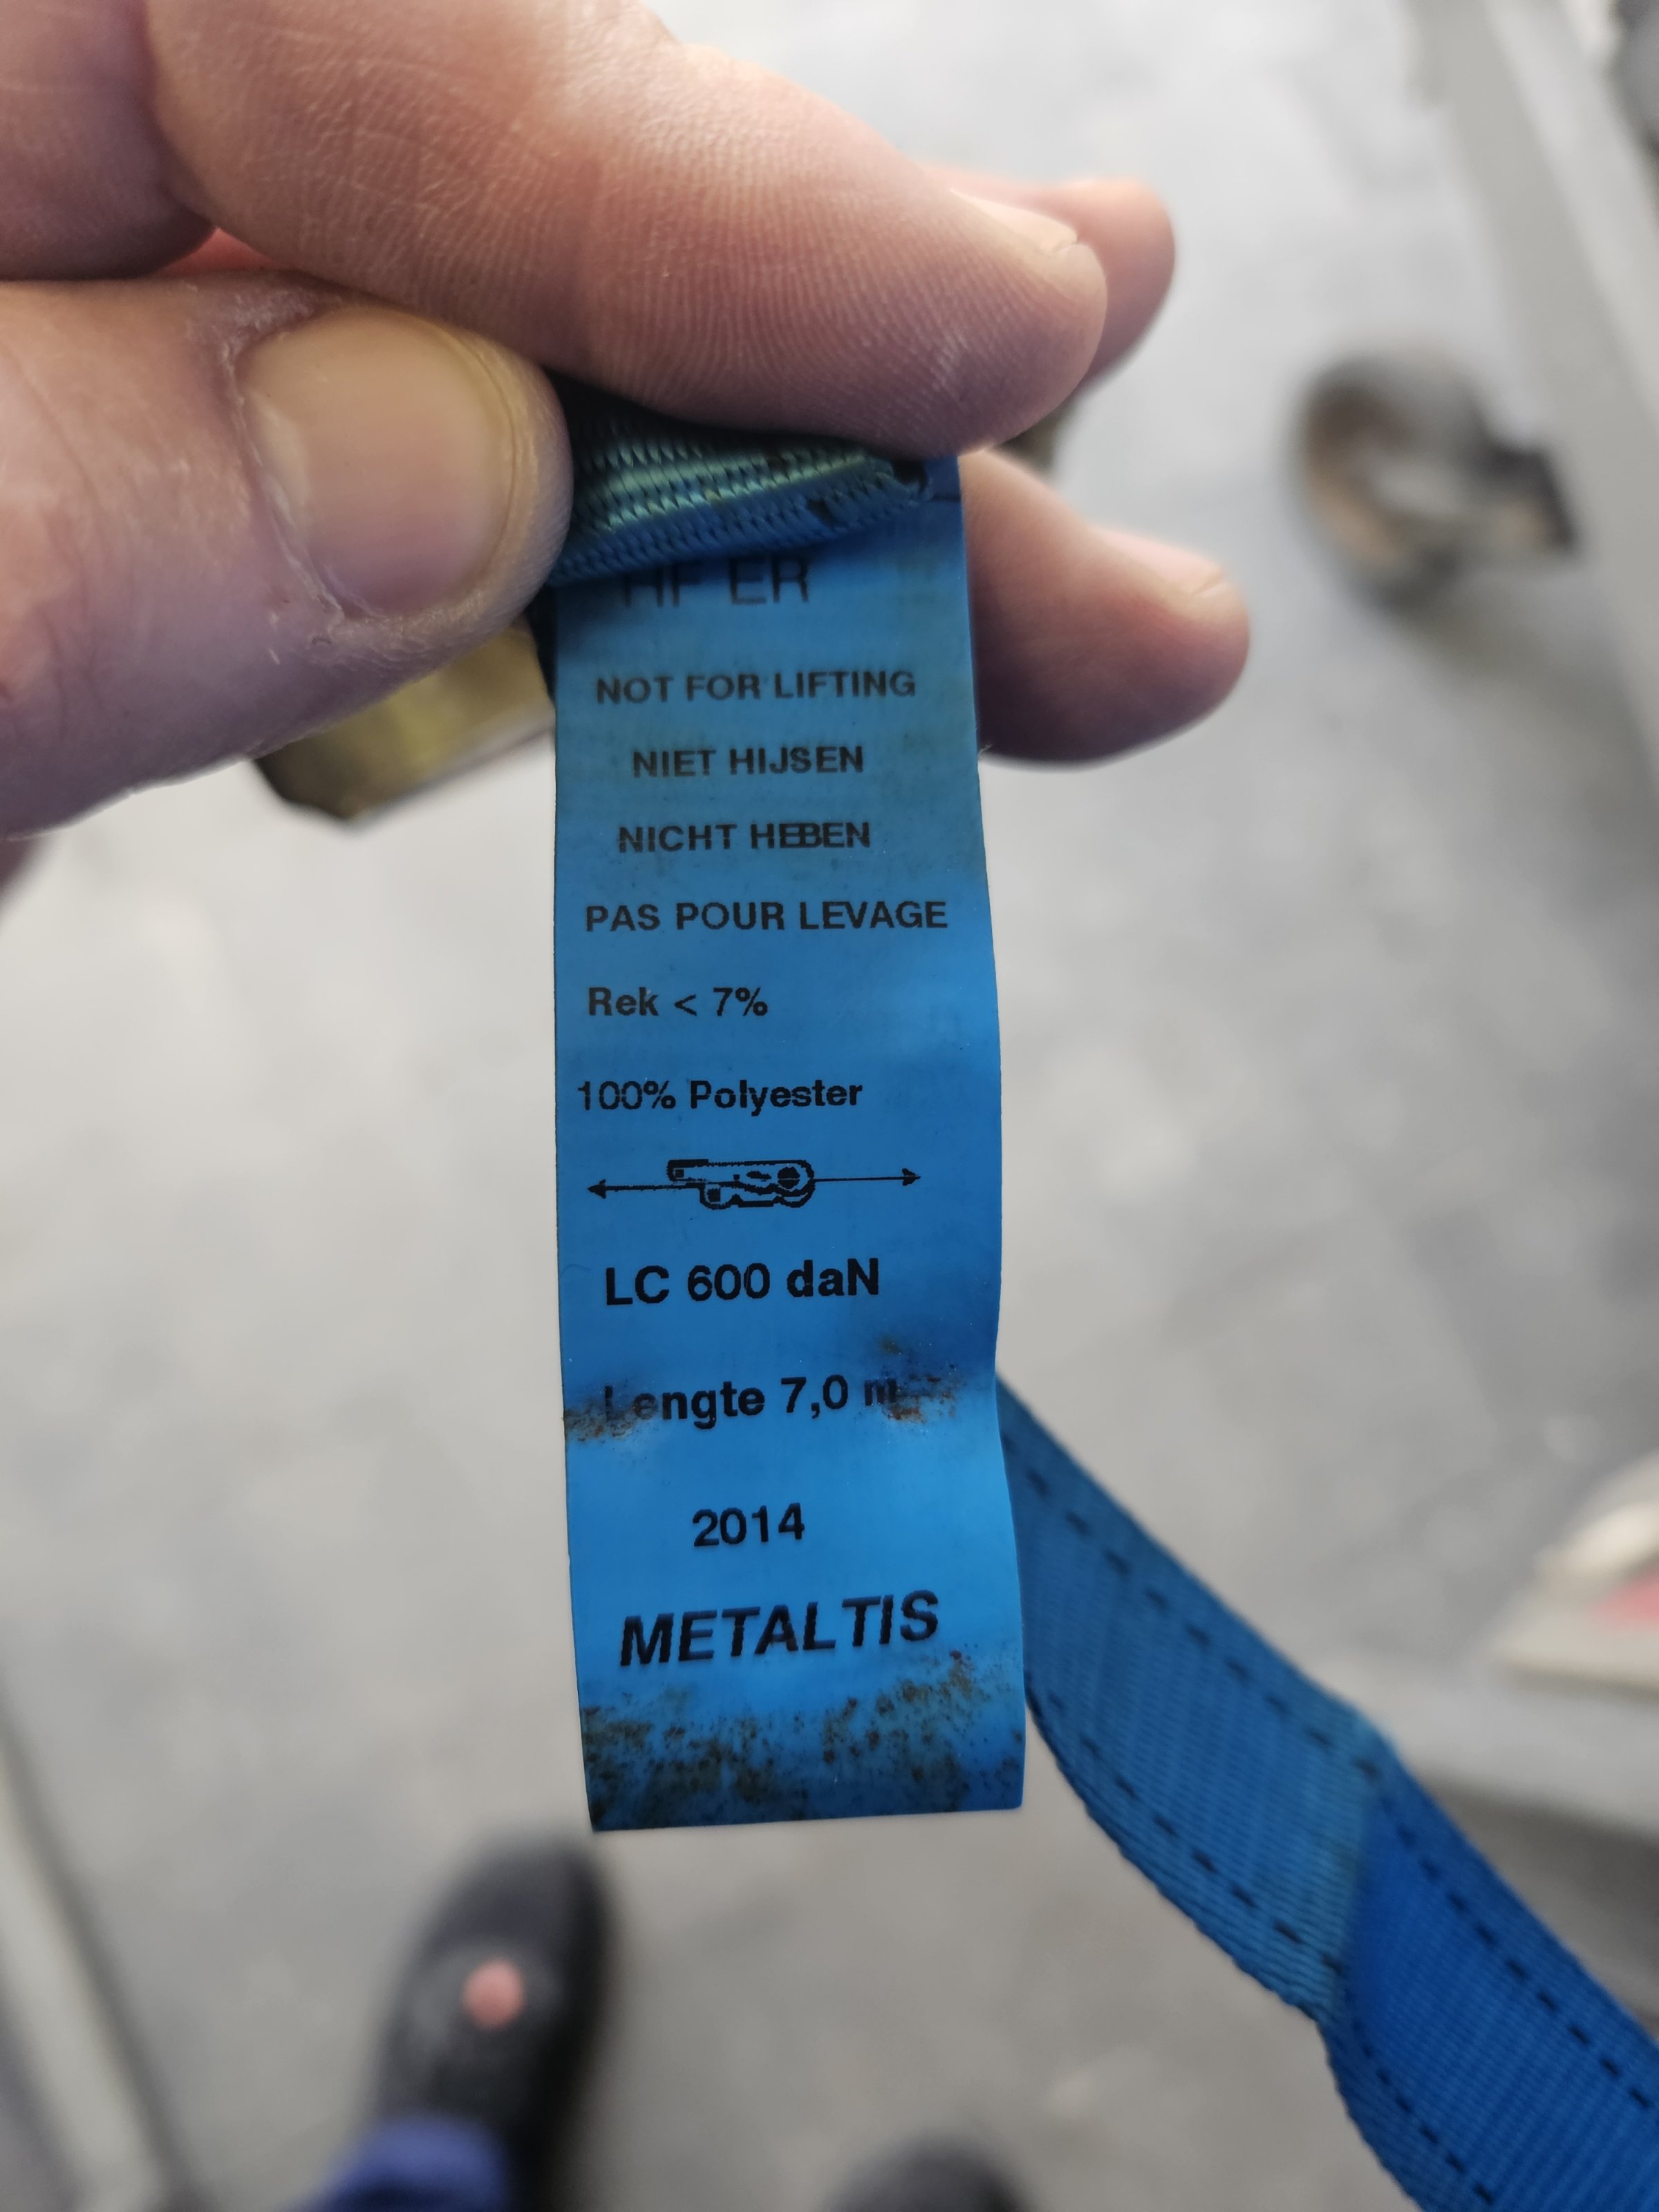 NOT FOR LIFTING
NIET HIJSEN
NICHT HEBEN
PAS POUR LEVAGE
Rek < 7%
100% Polyester
LC 600 daN
Lengte 7,0 m
2014
METALTIS